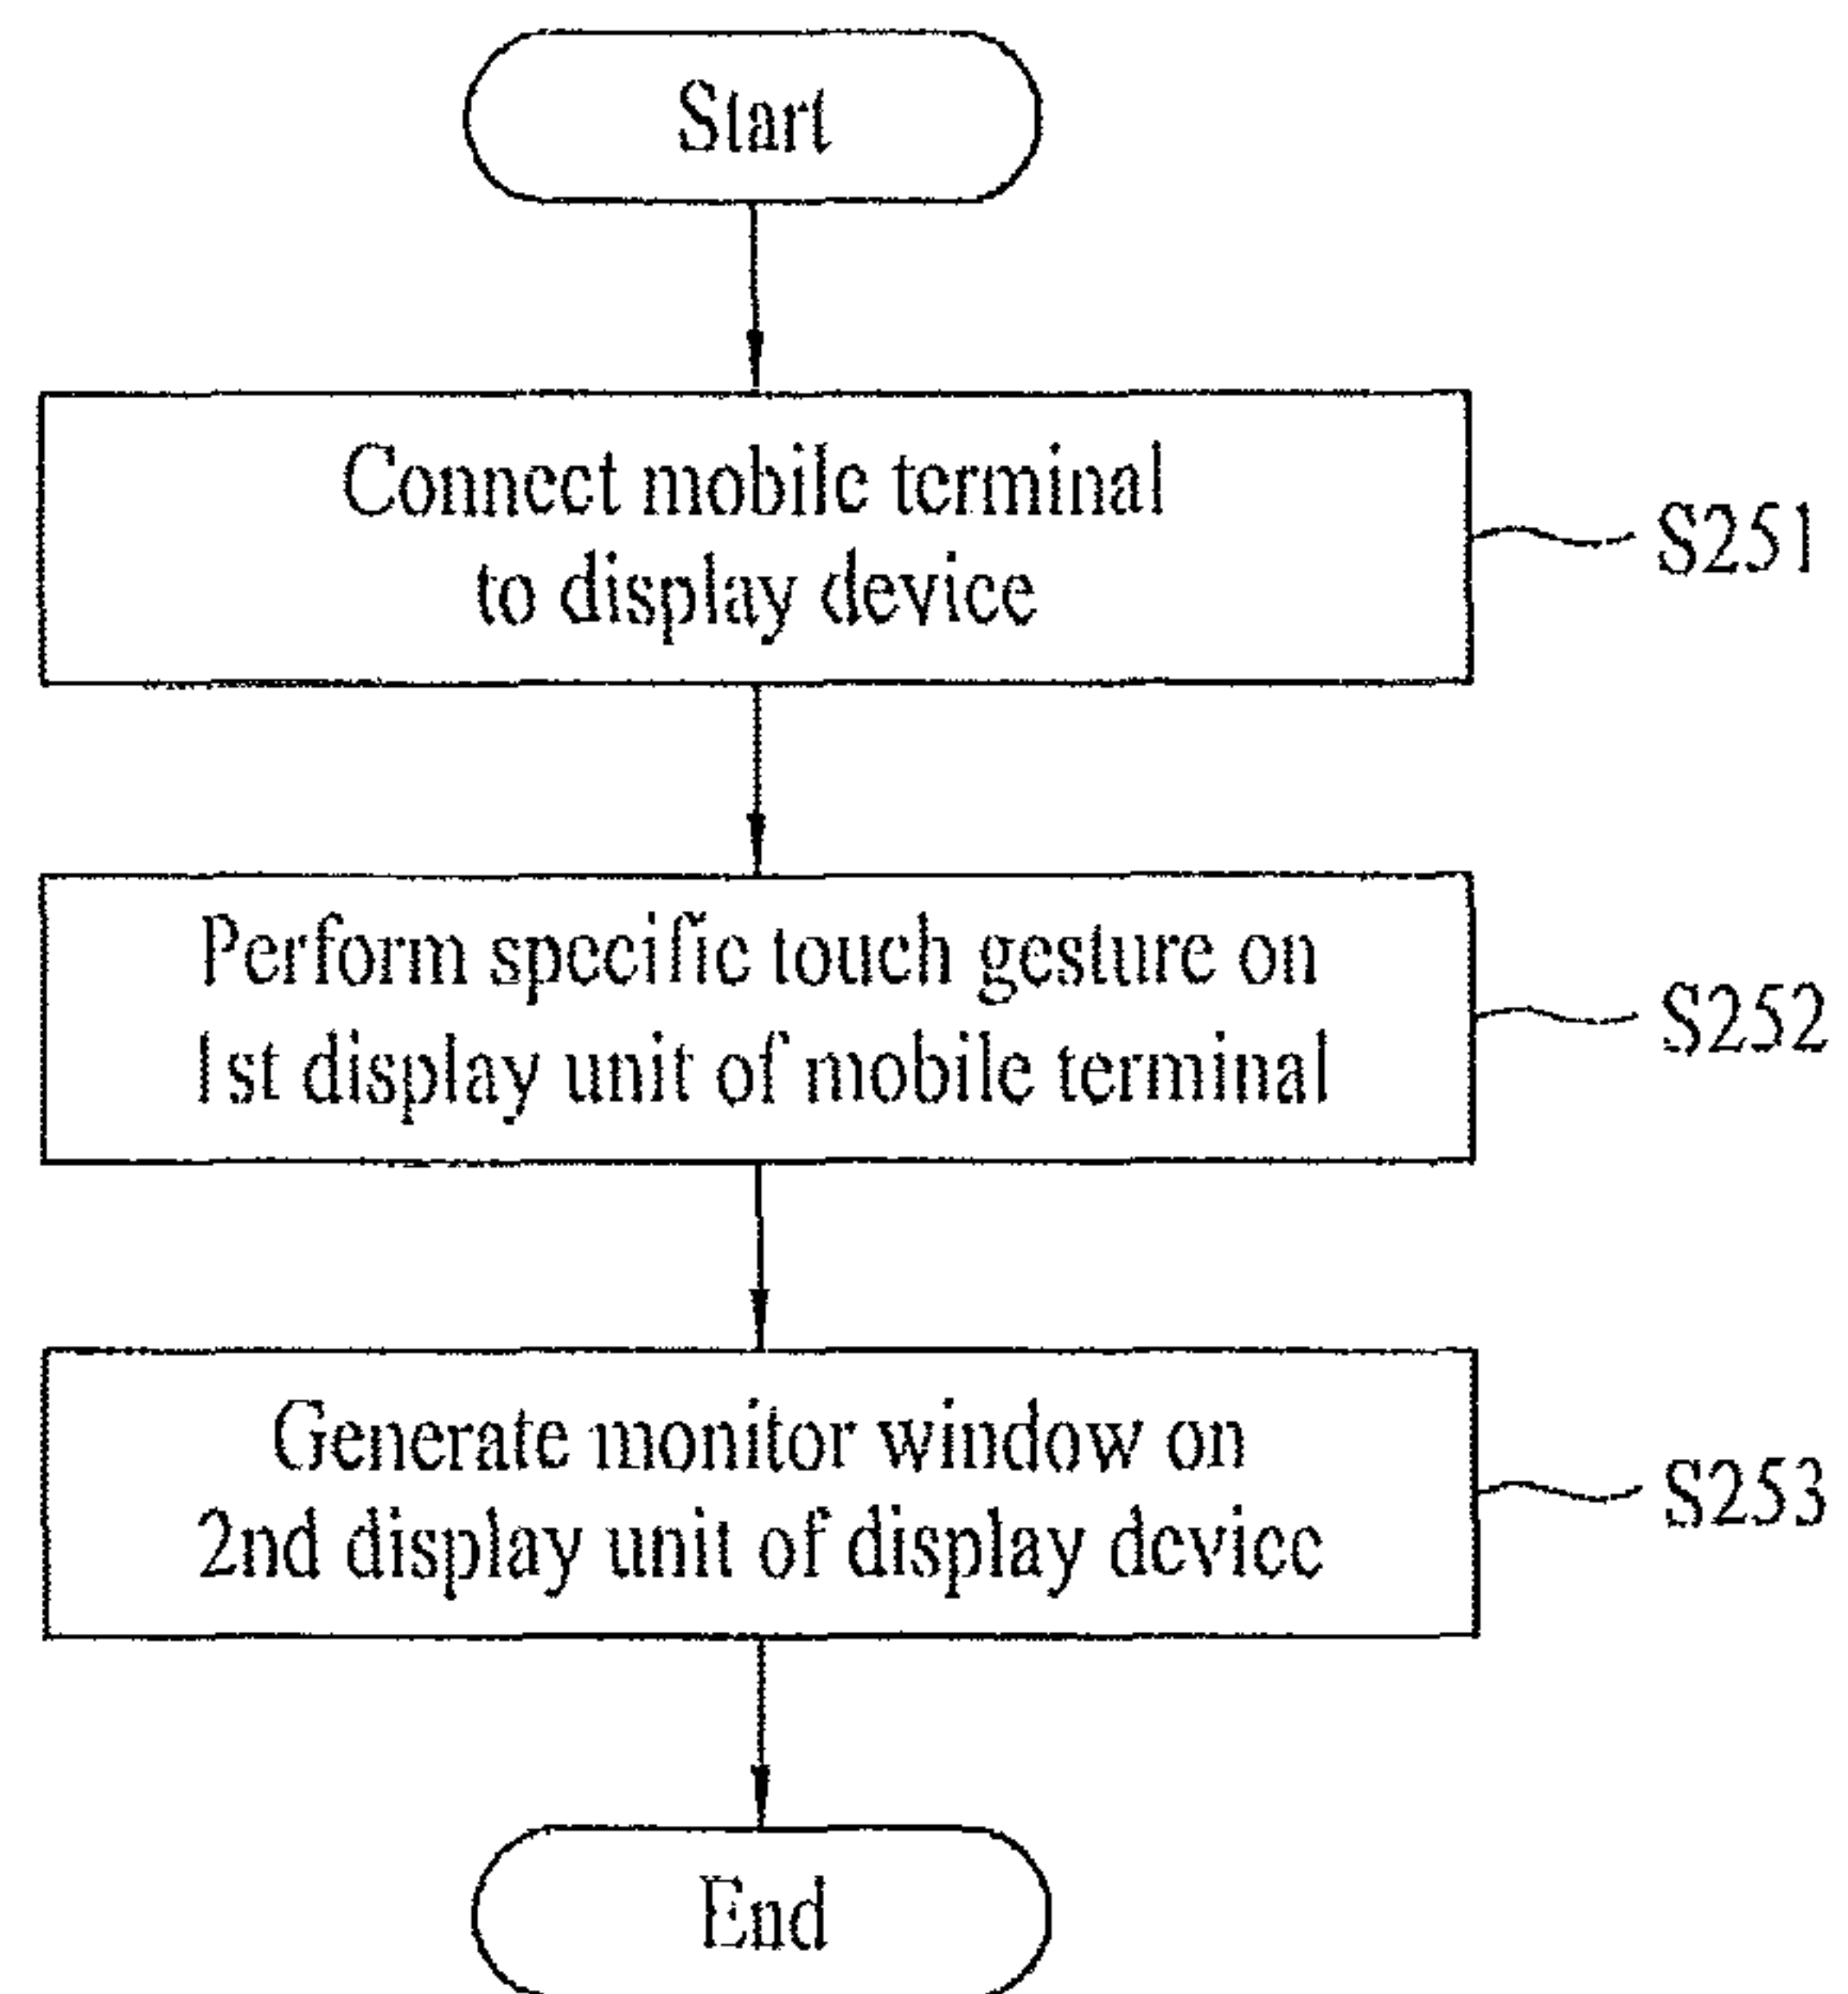 Start
Connect mobile terminal
to display device
S251
Perform specific touch gesture on
1st display unit of mobile terminal
S252
Generate monitor window on
2nd display unit of display device
S253
End